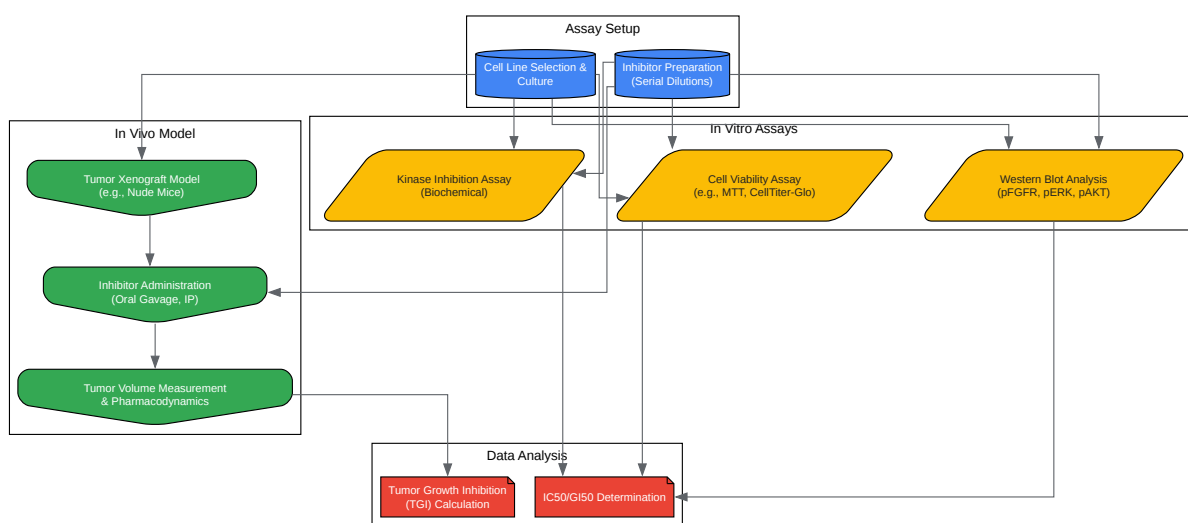 Assay Setup
Cell Line Selection &
Culture
Inhibitor Preparation
(Serial Dilutions)
In Vivo Model
In Vitro Assays
Tumor Xenograft Model
(e.g., Nude Mice)
Kinase Inhibition Assay
(Biochemical)
Cell Viability Assay
(e.g., MTT, CellTiter-Glo)
Western Blot Analysis
(pFGFR, pERK, pAKT)
Inhibitor Administration
(Oral Gavage, IP)
Tumor Volume Measurement
& Pharmacodynamics
Data Analysis
Tumor Growth Inhibition
(TGI) Calculation
IC50/GI50 Determination